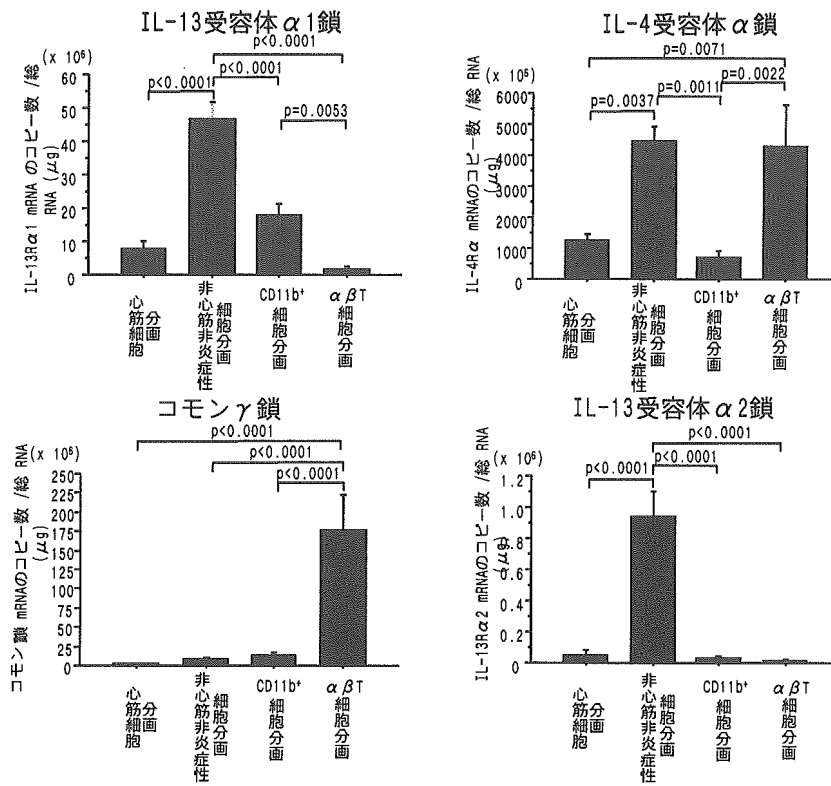 IL-13受容体α1鎖
(x 10⁶)
IL-13Rα1 mRNA のコピー数 /総
RNA (μg)
60
50
40
30
20
10
0
p<0.0001
p<0.0001
p<0.0001
p=0.0053
心筋細胞
分画
非心筋非炎症性
細胞分画
CD11b⁺
細胞分画
αβT
細胞分画
IL-4受容体α鎖
(x 10⁶)
IL-4Rα mRNAのコピー数 /総 RNA
(μg)
6000
5000
4000
3000
2000
1000
0
p=0.0071
p=0.0022
p=0.0011
p=0.0037
心筋細胞
分画
非心筋非炎症性
細胞分画
CD11b⁺
細胞分画
αβT
細胞分画
コモンγ鎖
(x 10⁶)
コモン鎖 mRNAのコピー数 /総 RNA
(μg)
250
225
200
175
150
125
100
75
50
25
0
p<0.0001
p<0.0001
p<0.0001
心筋細胞
分画
非心筋非炎症性
細胞分画
CD11b⁺
細胞分画
αβT
細胞分画
IL-13受容体α2鎖
(x 10⁶)
IL-13Rα2 mRNAのコピー数 /総 RNA
(μg)
1.2
1.0
0.8
0.6
0.4
0.2
0
p<0.0001
p<0.0001
p<0.0001
心筋細胞
分画
非心筋非炎症性
細胞分画
CD11b⁺
細胞分画
αβT
細胞分画